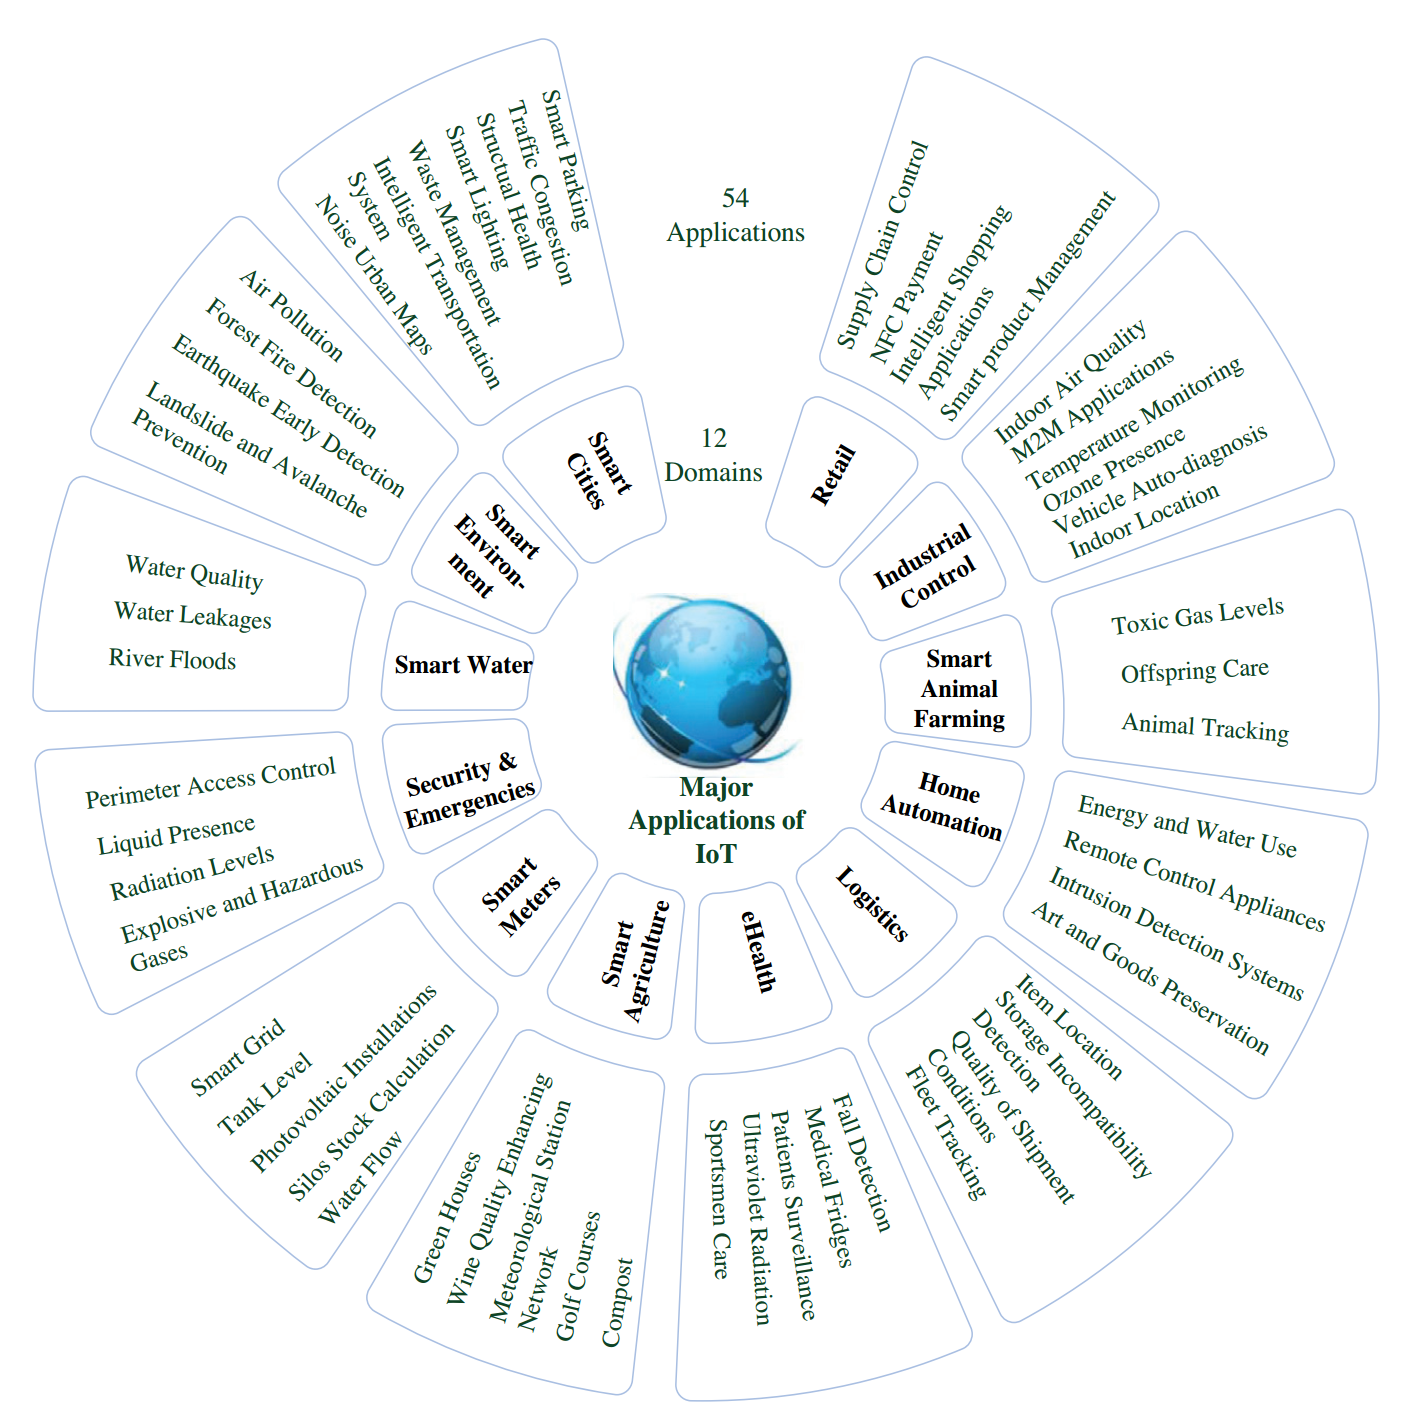 54
Applications
12
Domains
Major
Applications of
IoT
Retail
Supply Chain Control
NFC Payment
Intelligent Shopping
Applications
Smart product Management
Industrial
Control
Indoor Air Quality
M2M Applications
Temperature Monitoring
Ozone Presence
Vehicle Auto-diagnosis
Indoor Location
Smart
Animal
Farming
Toxic Gas Levels
Offspring Care
Animal Tracking
Home
Automation
Energy and Water Use
Remote Control Appliances
Intrusion Detection Systems
Art and Goods Preservation
Logistics
Item Location
Storage Incompatibility
Detection
Quality of Shipment
Conditions
Fleet Tracking
eHealth
Fall Detection
Medical Fridges
Patients Surveillance
Ultraviolet Radiation
Sportsmen Care
Smart
Agriculture
Green Houses
Wine Quality Enhancing
Meteorological Station
Network
Golf Courses
Compost
Smart
Meters
Smart Grid
Tank Level
Photovoltaic Installations
Silos Stock Calculation
Water Flow
Security &
Emergencies
Perimeter Access Control
Liquid Presence
Radiation Levels
Explosive and Hazardous
Gases
Smart Water
Water Quality
Water Leakages
River Floods
Smart
Environ-
ment
Air Pollution
Forest Fire Detection
Earthquake Early Detection
Landslide and Avalanche
Prevention
Smart
Cities
Smart Parking
Traffic Congestion
Structual Health
Smart Lighting
Waste Management
Intelligent Transportation
System
Noise Urban Maps